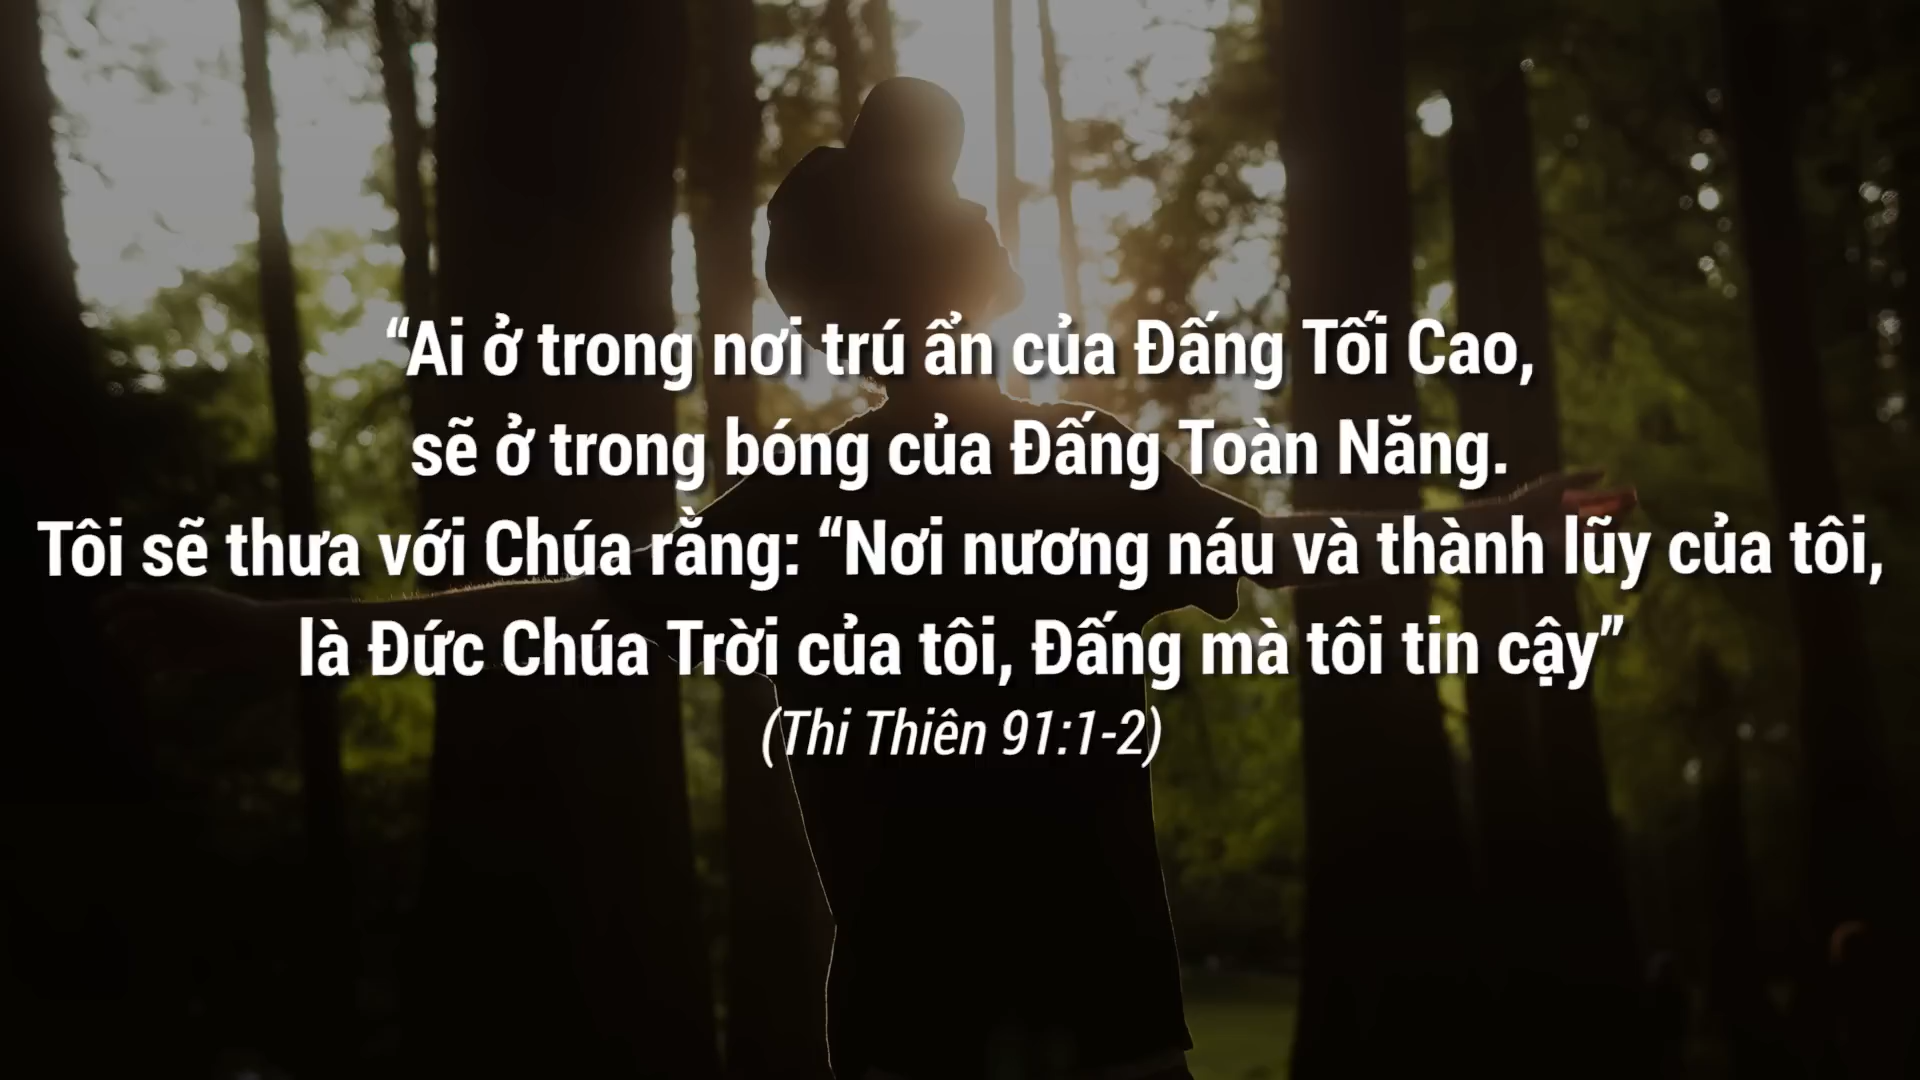 “Ai ở trong nơi trú ẩn của Đấng Tối Cao,
sẽ ở trong bóng của Đấng Toàn Năng.
Tôi sẽ thưa với Chúa rằng: “Nơi nương náu và thành lũy của tôi,
là Đức Chúa Trời của tôi, Đấng mà tôi tin cậy”
(Thi Thiên 91:1-2)